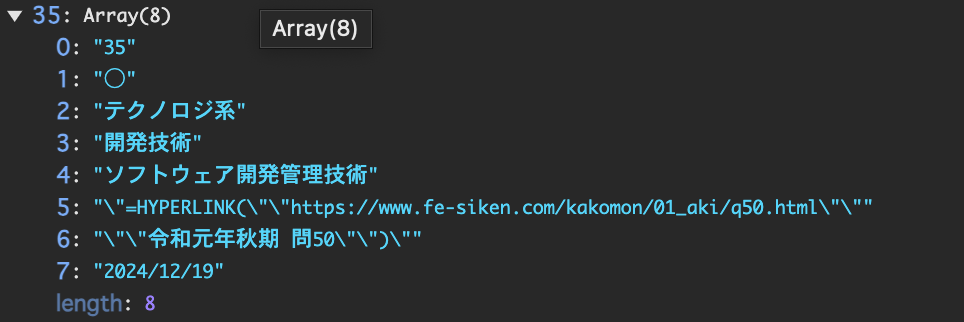 ▼ 35: Array(8)
Array(8)
0: "35"
1: "○"
2: "テクノロジ系"
3: "開発技術"
4: "ソフトウェア開発管理技術"
5: "\"=HYPERLINK(\"\"https://www.fe-siken.com/kakomon/01_aki/q50.html\"\""
6: "\"\"令和元年秋期 問50\"\")\""
7: "2024/12/19"
length: 8